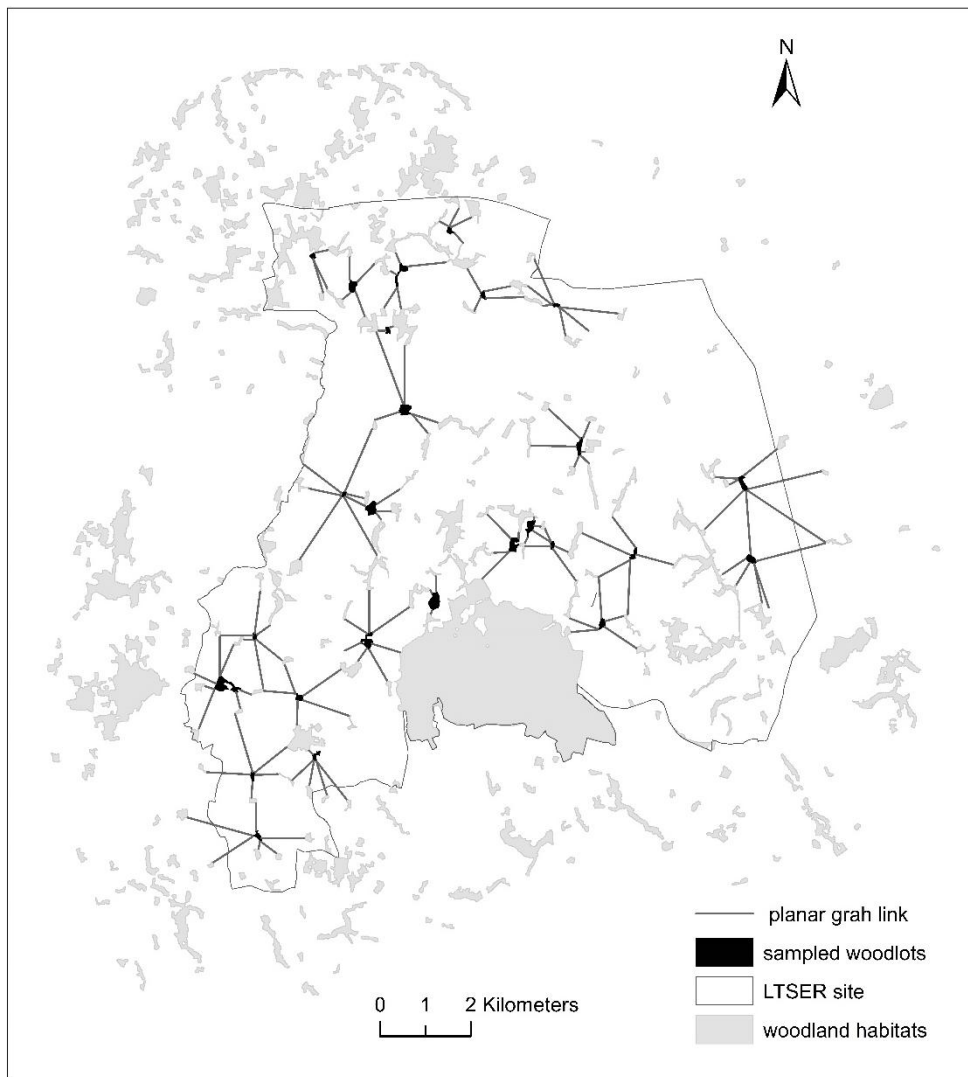 N
planar grah link
sampled woodlots
LTSER site
woodland habitats
0 1 2 Kilometers